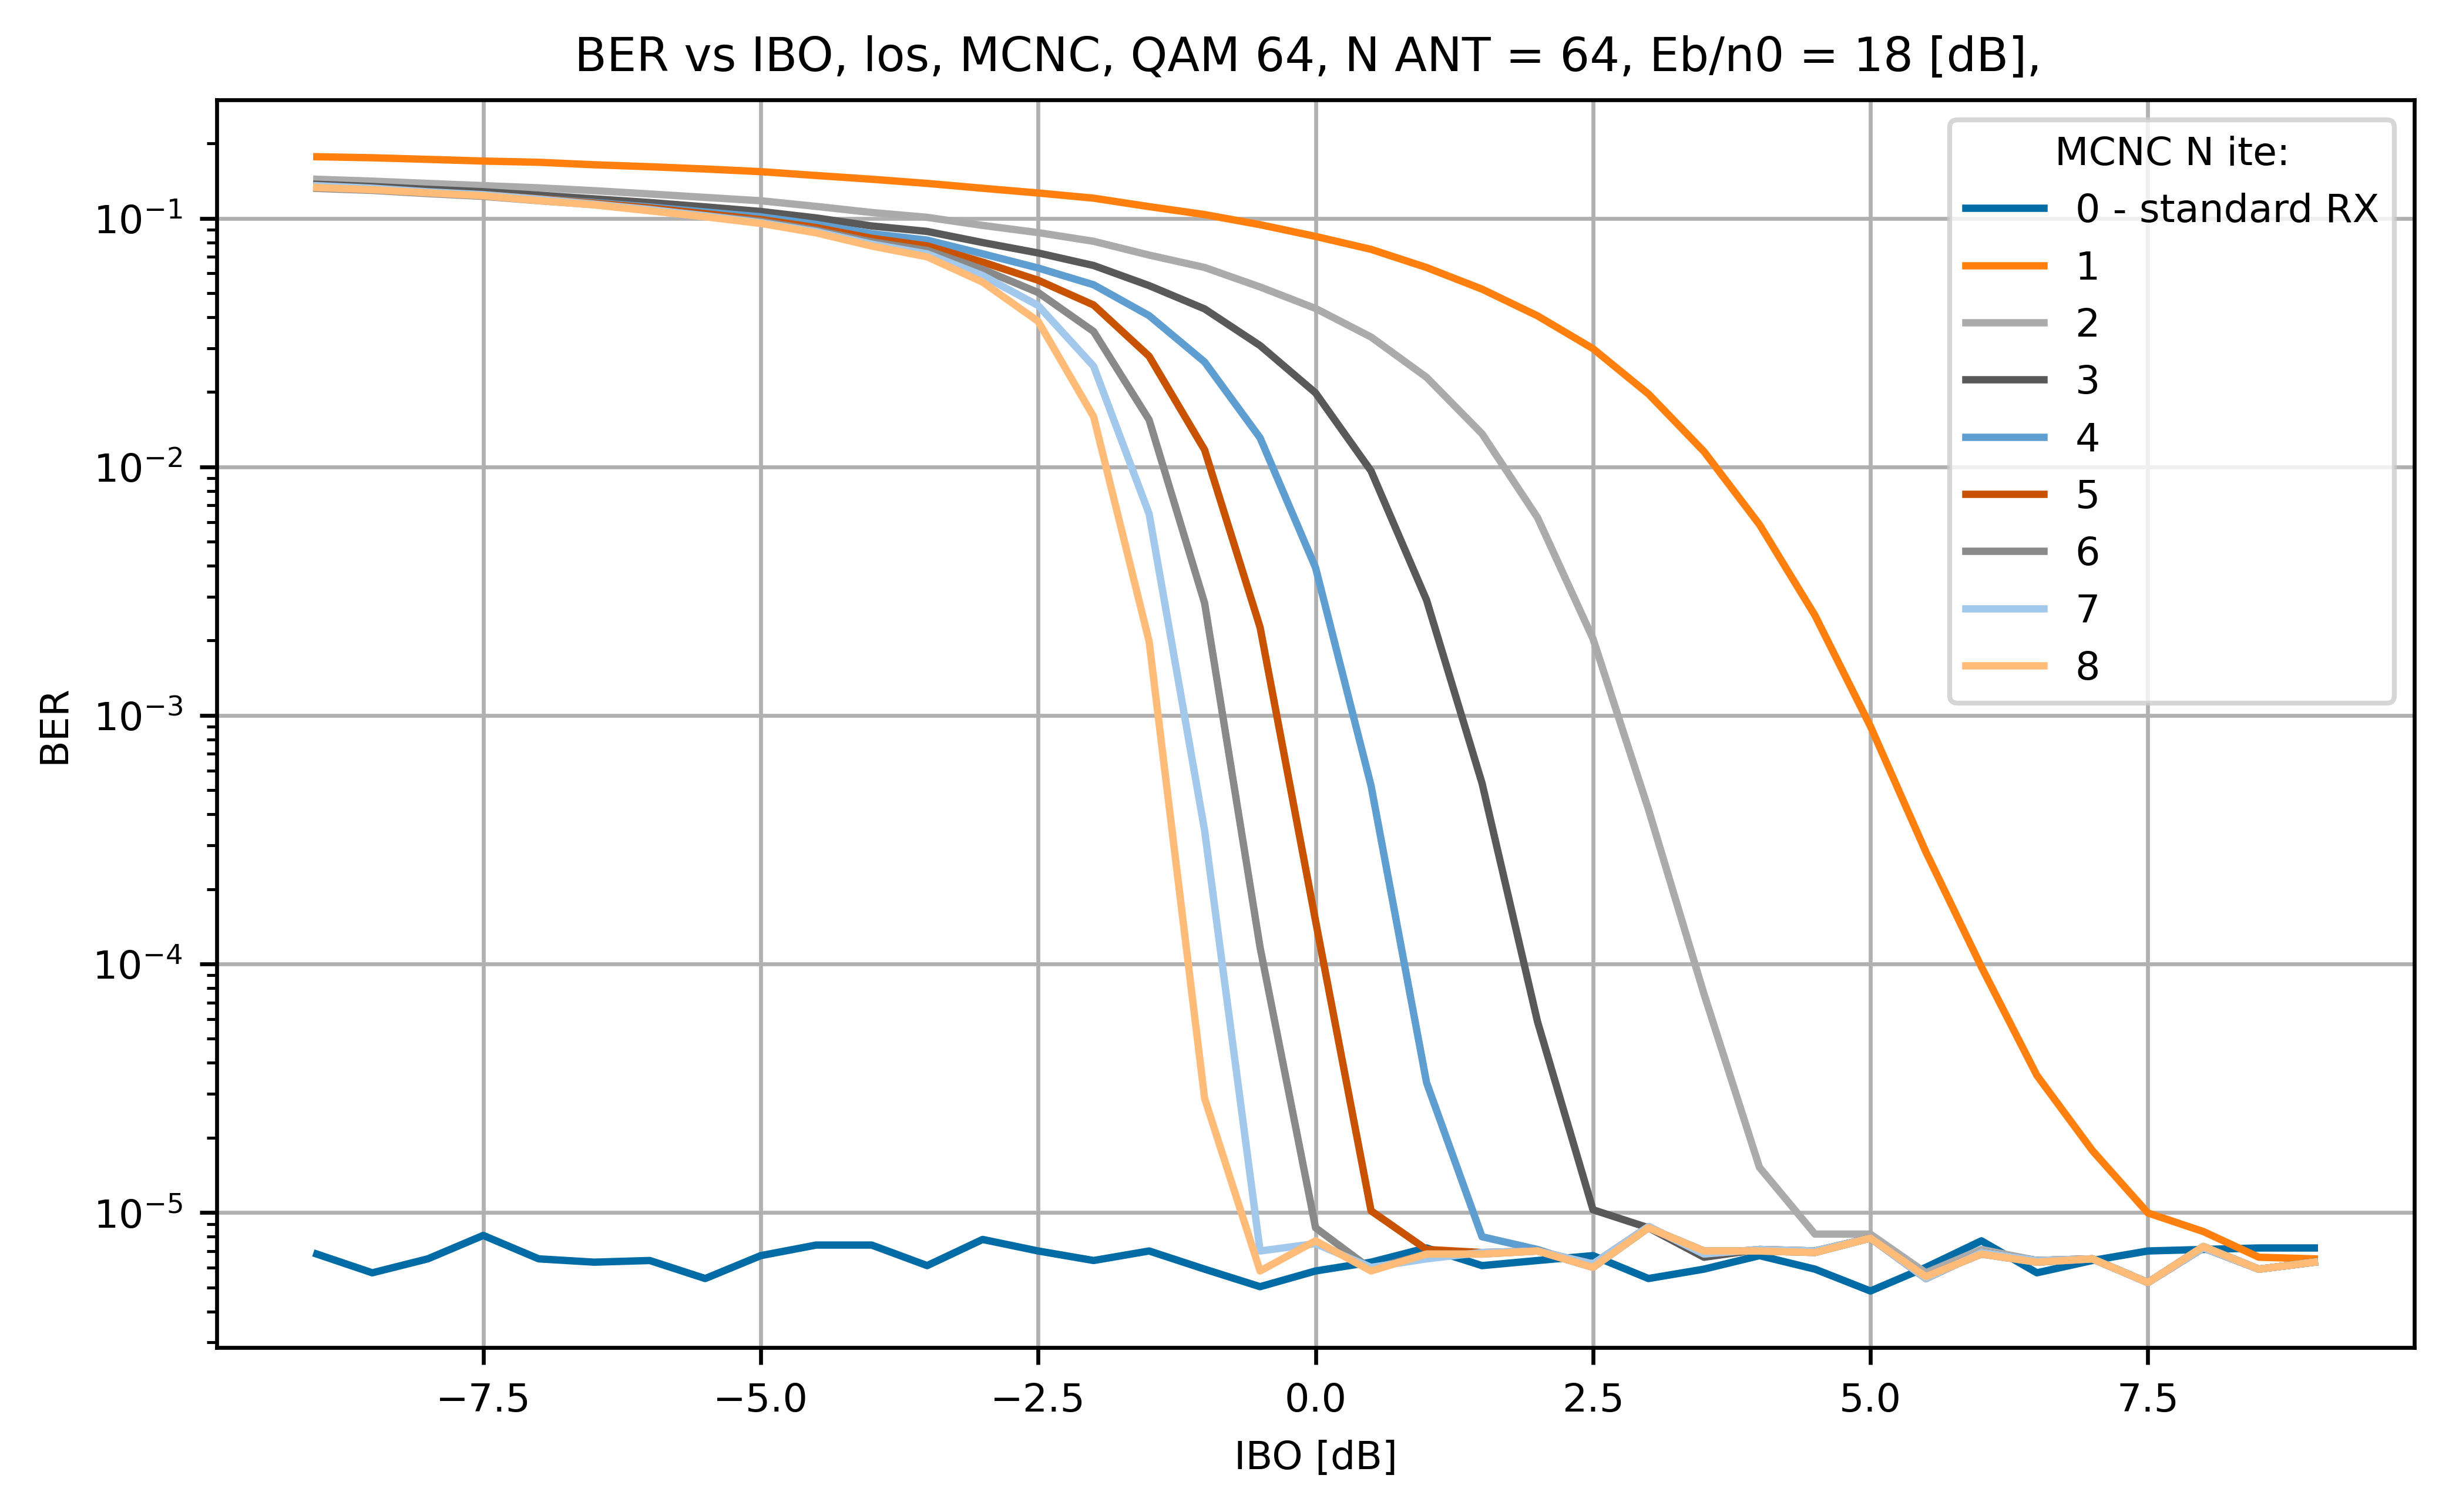 BER vs IBO, los, MCNC, QAM 64, N ANT = 64, Eb/n0 = 18 [dB],
MCNC N ite:
0 - standard RX
1
2
3
4
5
6
7
8
BER
10⁻¹
10⁻²
10⁻³
10⁻⁴
10⁻⁵
−7.5 −5.0 −2.5 0.0 2.5 5.0 7.5
IBO [dB]